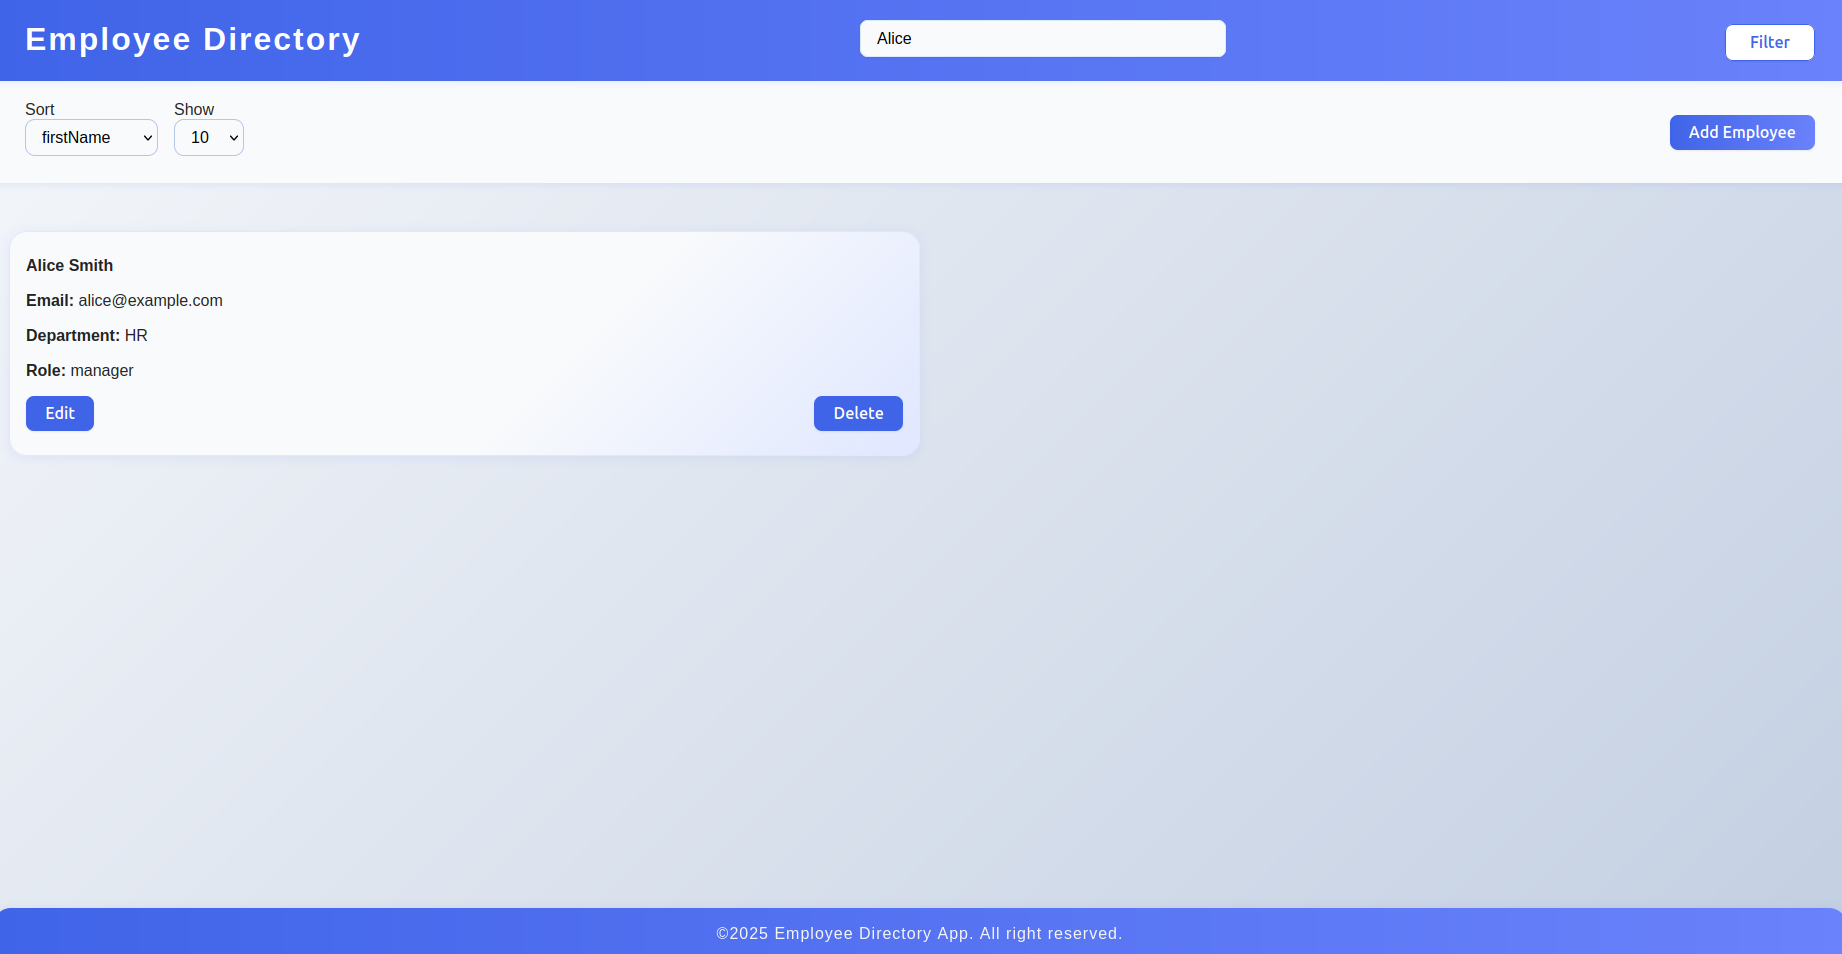 Employee Directory
Alice
Filter
Sort
Show
firstName
10
Add Employee
Alice Smith
Email: alice@example.com
Department: HR
Role: manager
Edit
Delete
©2025 Employee Directory App. All right reserved.